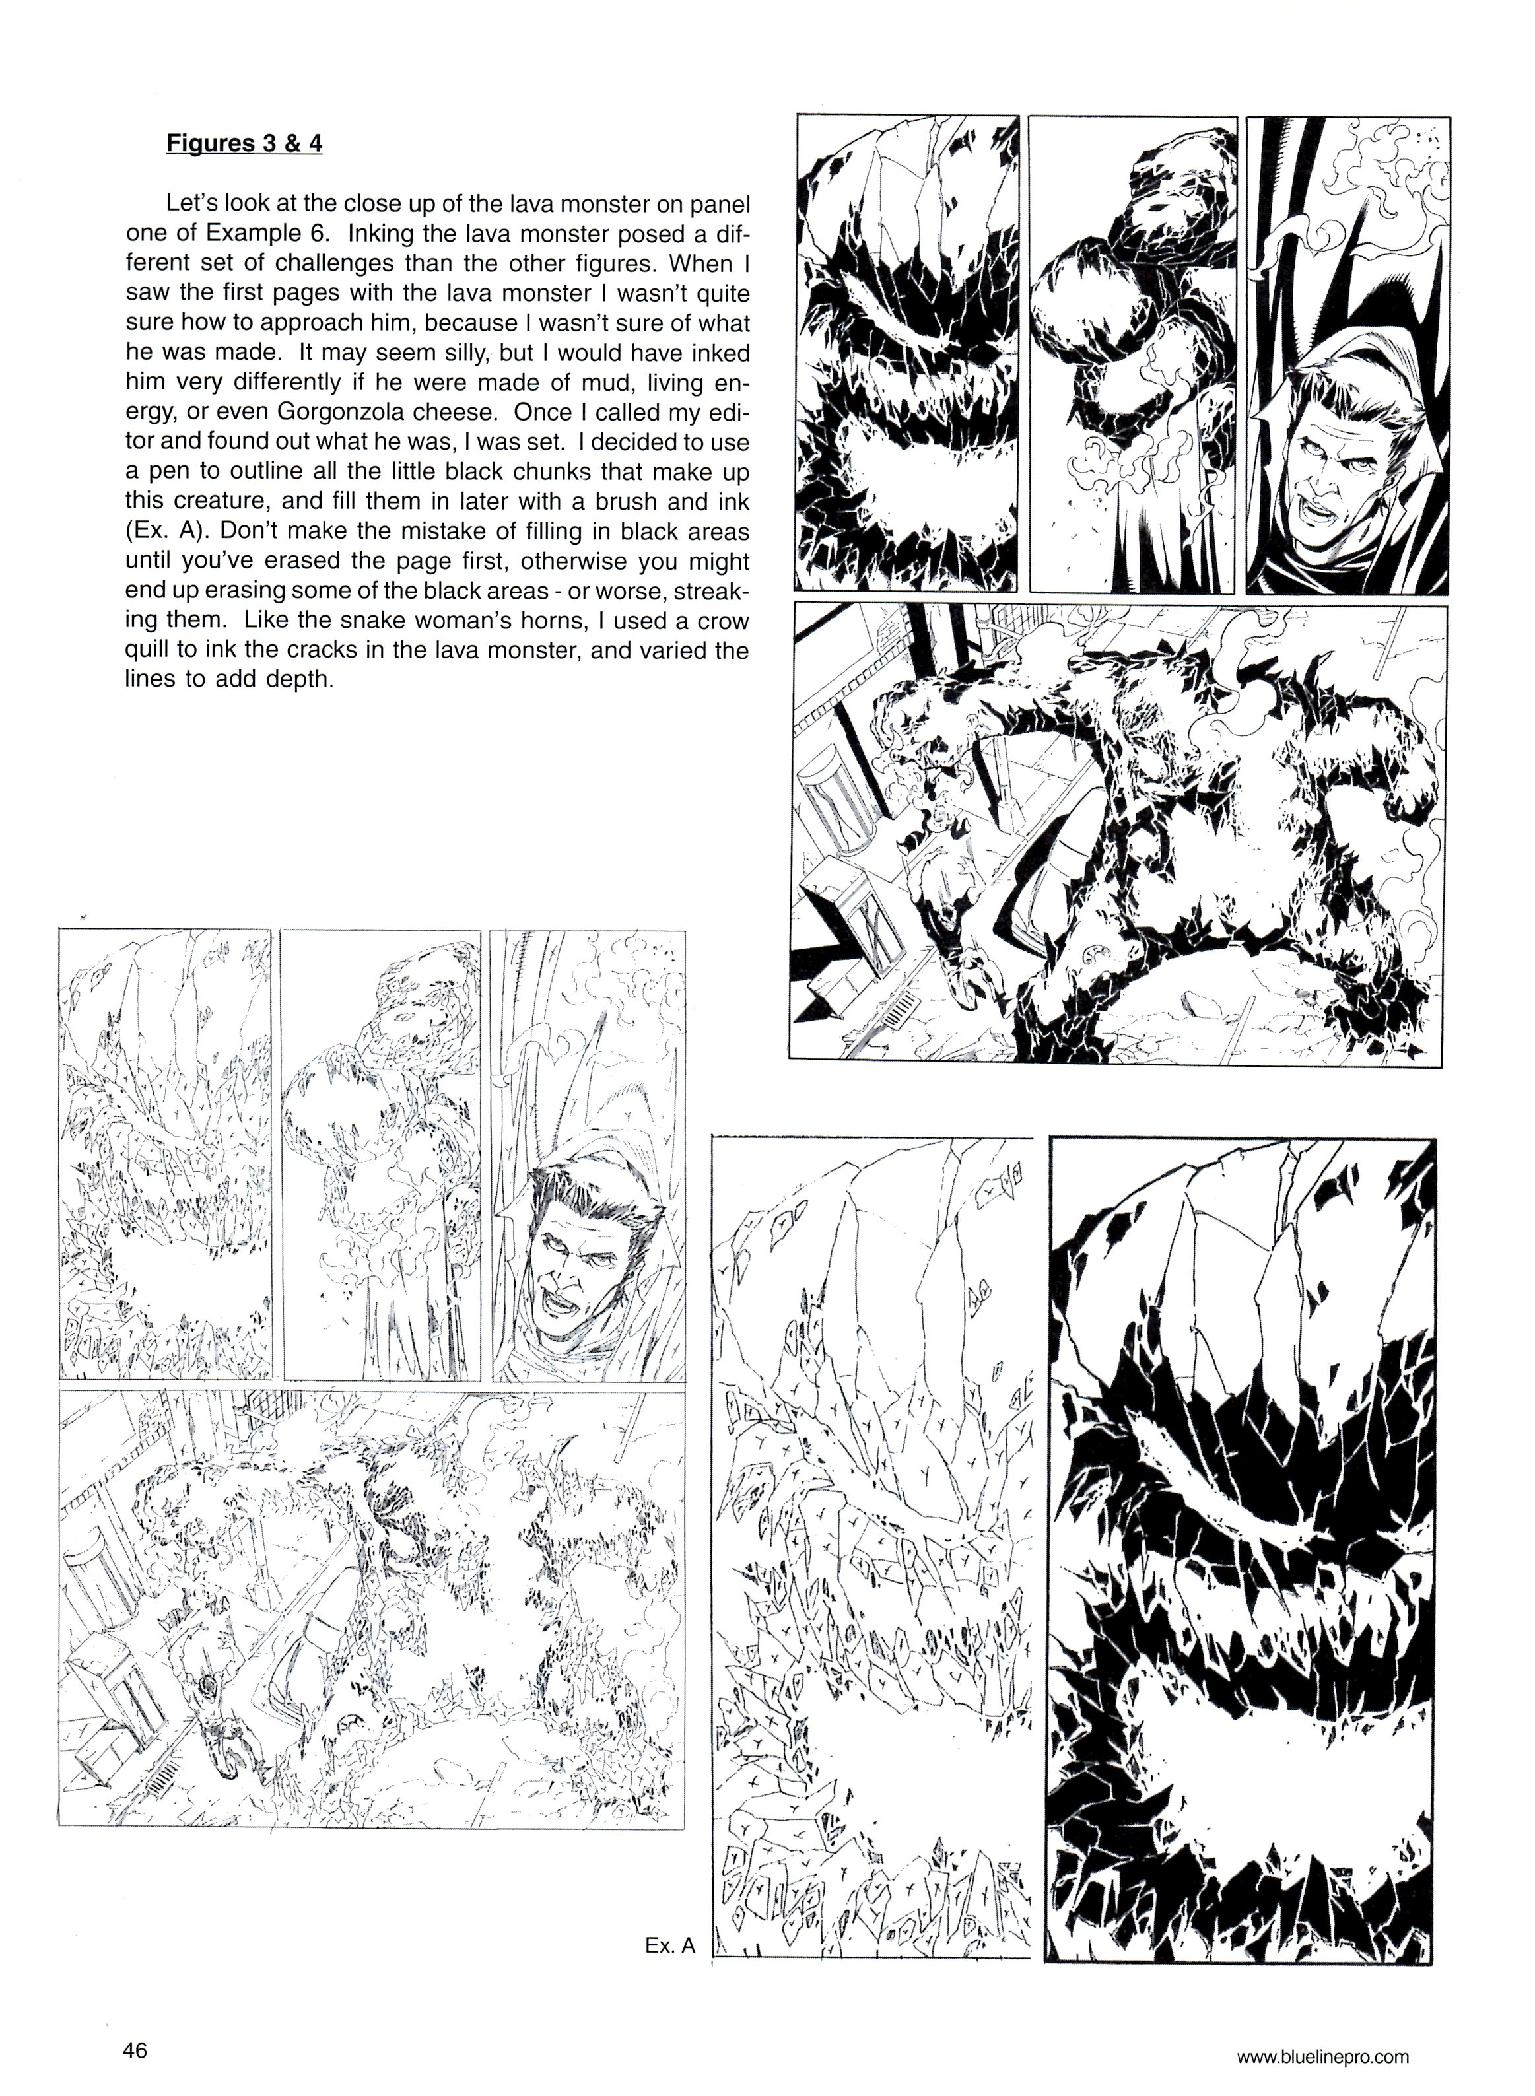 Figures 3 & 4
Let's look at the close up of the lava monster on panel
one of Example 6. Inking the lava monster posed a dif-
ferent set of challenges than the other figures. When I
saw the first pages with the lava monster I wasn't quite
sure how to approach him, because I wasn't sure of what
he was made. It may seem silly, but I would have inked
him very differently if he were made of mud, living en-
ergy, or even Gorgonzola cheese. Once I called my edi-
tor and found out what he was, I was set. I decided to use
a pen to outline all the little black chunks that make up
this creature, and fill them in later with a brush and ink
(Ex. A). Don't make the mistake of filling in black areas
until you've erased the page first, otherwise you might
end up erasing some of the black areas - or worse, streak-
ing them. Like the snake woman's horns, I used a crow
quill to ink the cracks in the lava monster, and varied the
lines to add depth.
Ex. A
46
www.bluelinepro.com